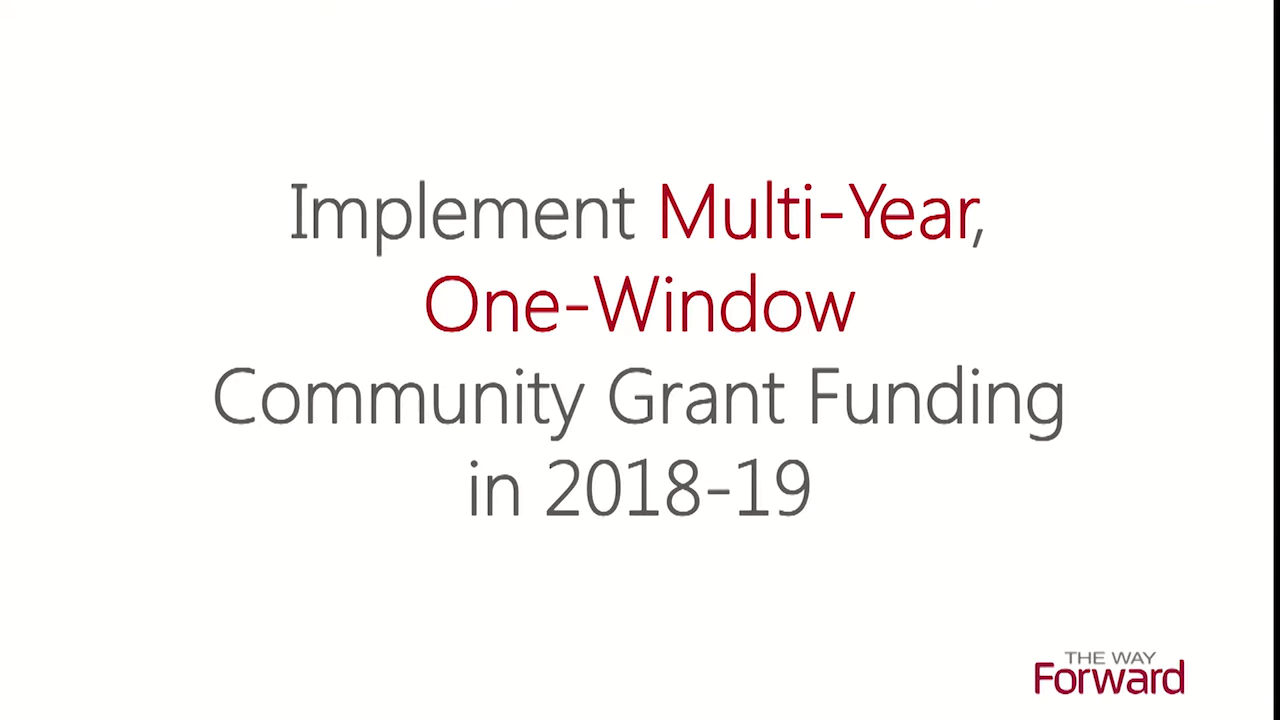 Implement Multi-Year,
One-Window
Community Grant Funding
in 2018-19
THE WAY
Forward